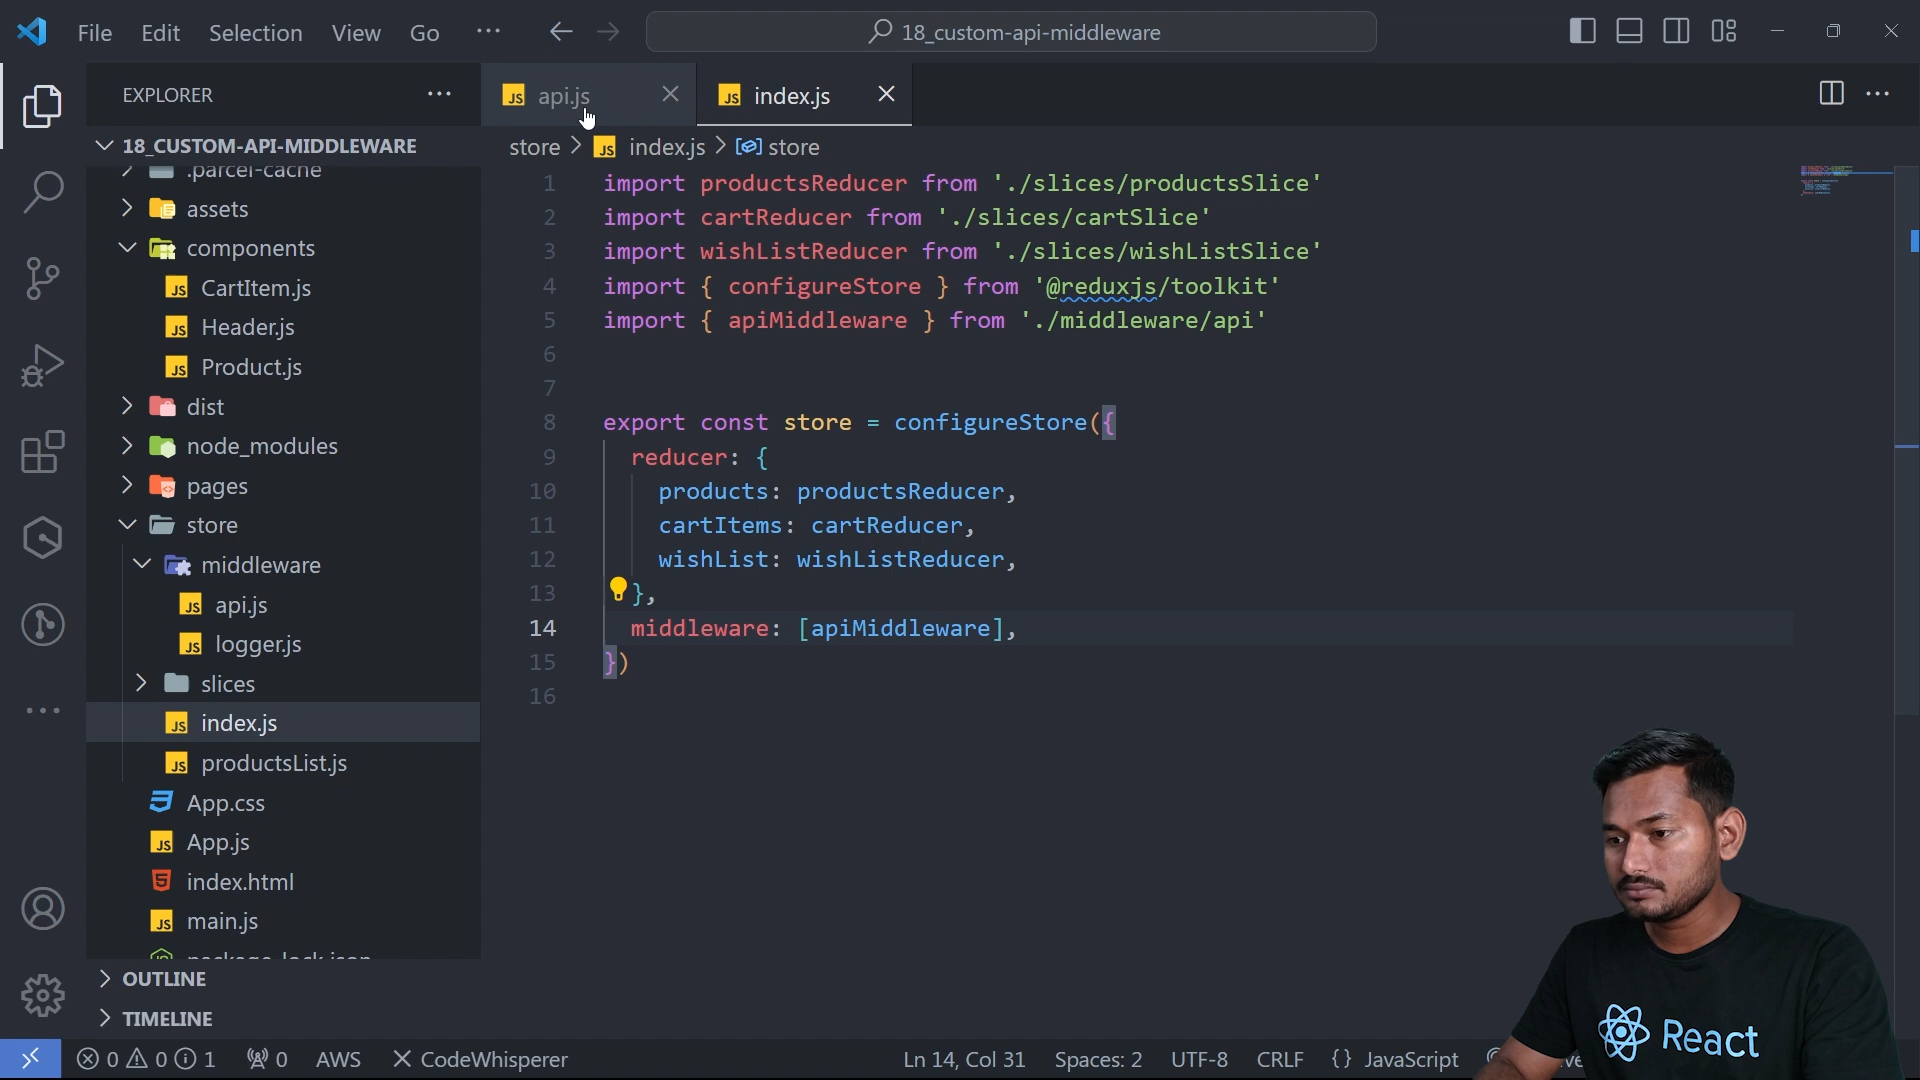 File Edit Selection View Go ··· 18_custom-api-middleware
EXPLORER ···
api.js index.js
18_CUSTOM-API-MIDDLEWARE
store > index.js > store
.parcel-cache
assets
components
CartItem.js
Header.js
Product.js
dist
node_modules
pages
store
middleware
api.js
logger.js
slices
index.js
productsList.js
App.css
App.js
index.html
main.js
package-lock.json
OUTLINE
TIMELINE
1 import productsReducer from './slices/productsSlice'
2 import cartReducer from './slices/cartSlice'
3 import wishListReducer from './slices/wishListSlice'
4 import { configureStore } from '@reduxjs/toolkit'
5 import { apiMiddleware } from './middleware/api'
6
7
8 export const store = configureStore({
9 reducer: {
10 products: productsReducer,
11 cartItems: cartReducer,
12 wishList: wishListReducer,
13 },
14 middleware: [apiMiddleware],
15 })
16
React
0 0 1 0 AWS CodeWhisperer Ln 14, Col 31 Spaces: 2 UTF-8 CRLF {} JavaScript